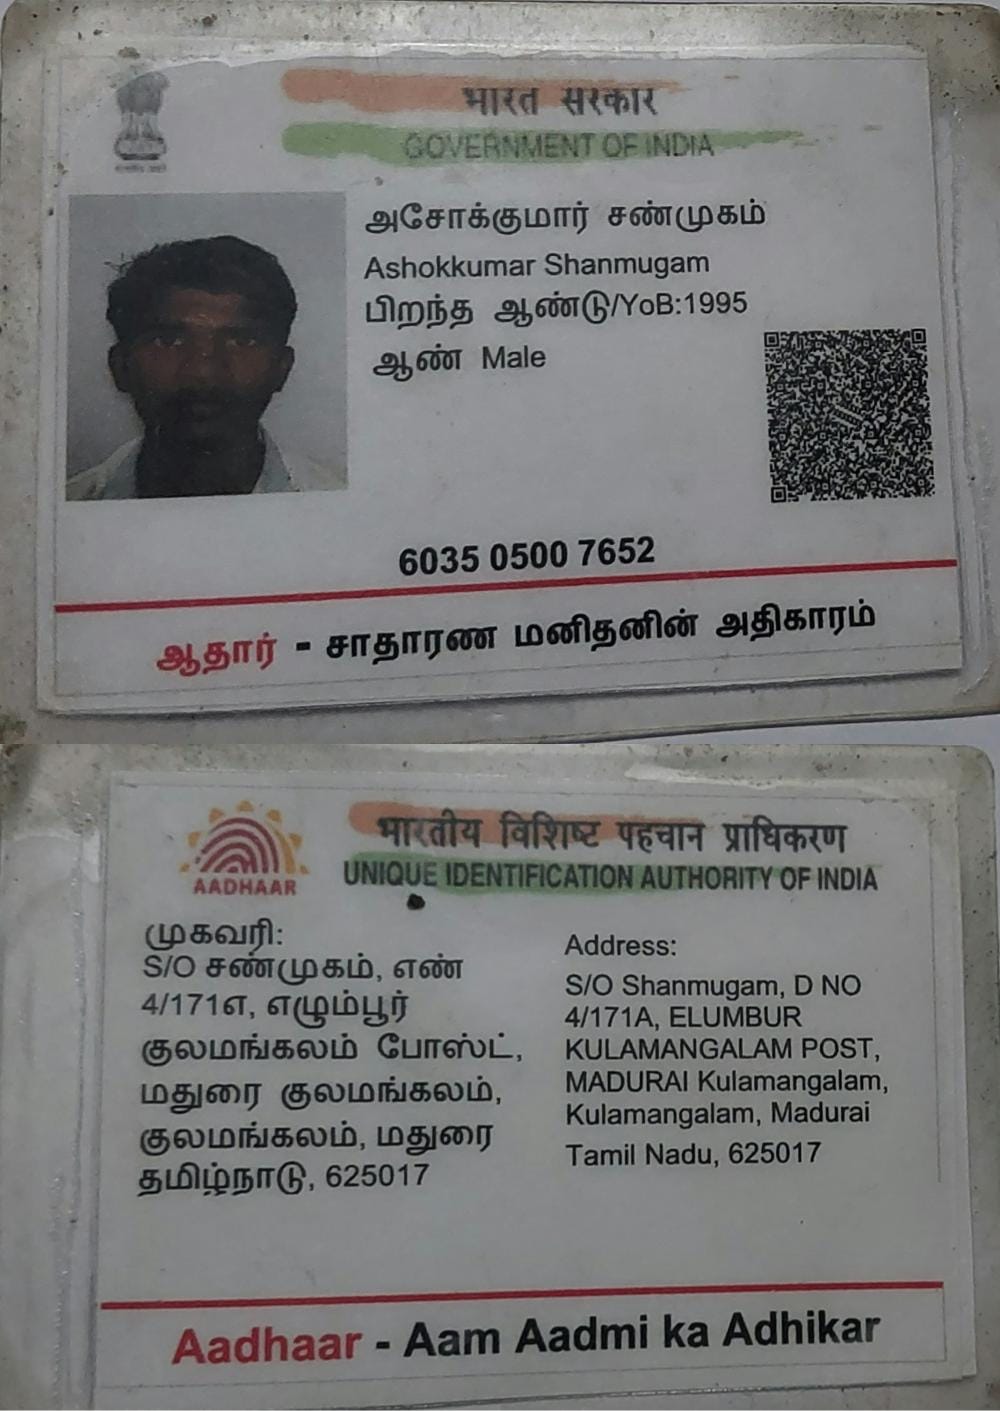 भारत सरकार
GOVERNMENT OF INDIA
அசோக்குமார் சண்முகம்
Ashokkumar Shanmugam
பிறந்த ஆண்டு/YoB:1995
ஆண் Male
6035 0500 7652
ஆதார் - சாதாரண மனிதனின் அதிகாரம்
भारतीय विशिष्ट पहचान प्राधिकरण
AADHAAR
UNIQUE IDENTIFICATION AUTHORITY OF INDIA
முகவரி:
S/O சண்முகம், எண்
4/171எ, எழும்பூர்
குலமங்கலம் போஸ்ட்,
மதுரை குலமங்கலம்,
குலமங்கலம், மதுரை
தமிழ்நாடு, 625017
Address:
S/O Shanmugam, D NO
4/171A, ELUMBUR
KULAMANGALAM POST,
MADURAI Kulamangalam,
Kulamangalam, Madurai
Tamil Nadu, 625017
Aadhaar - Aam Aadmi ka Adhikar